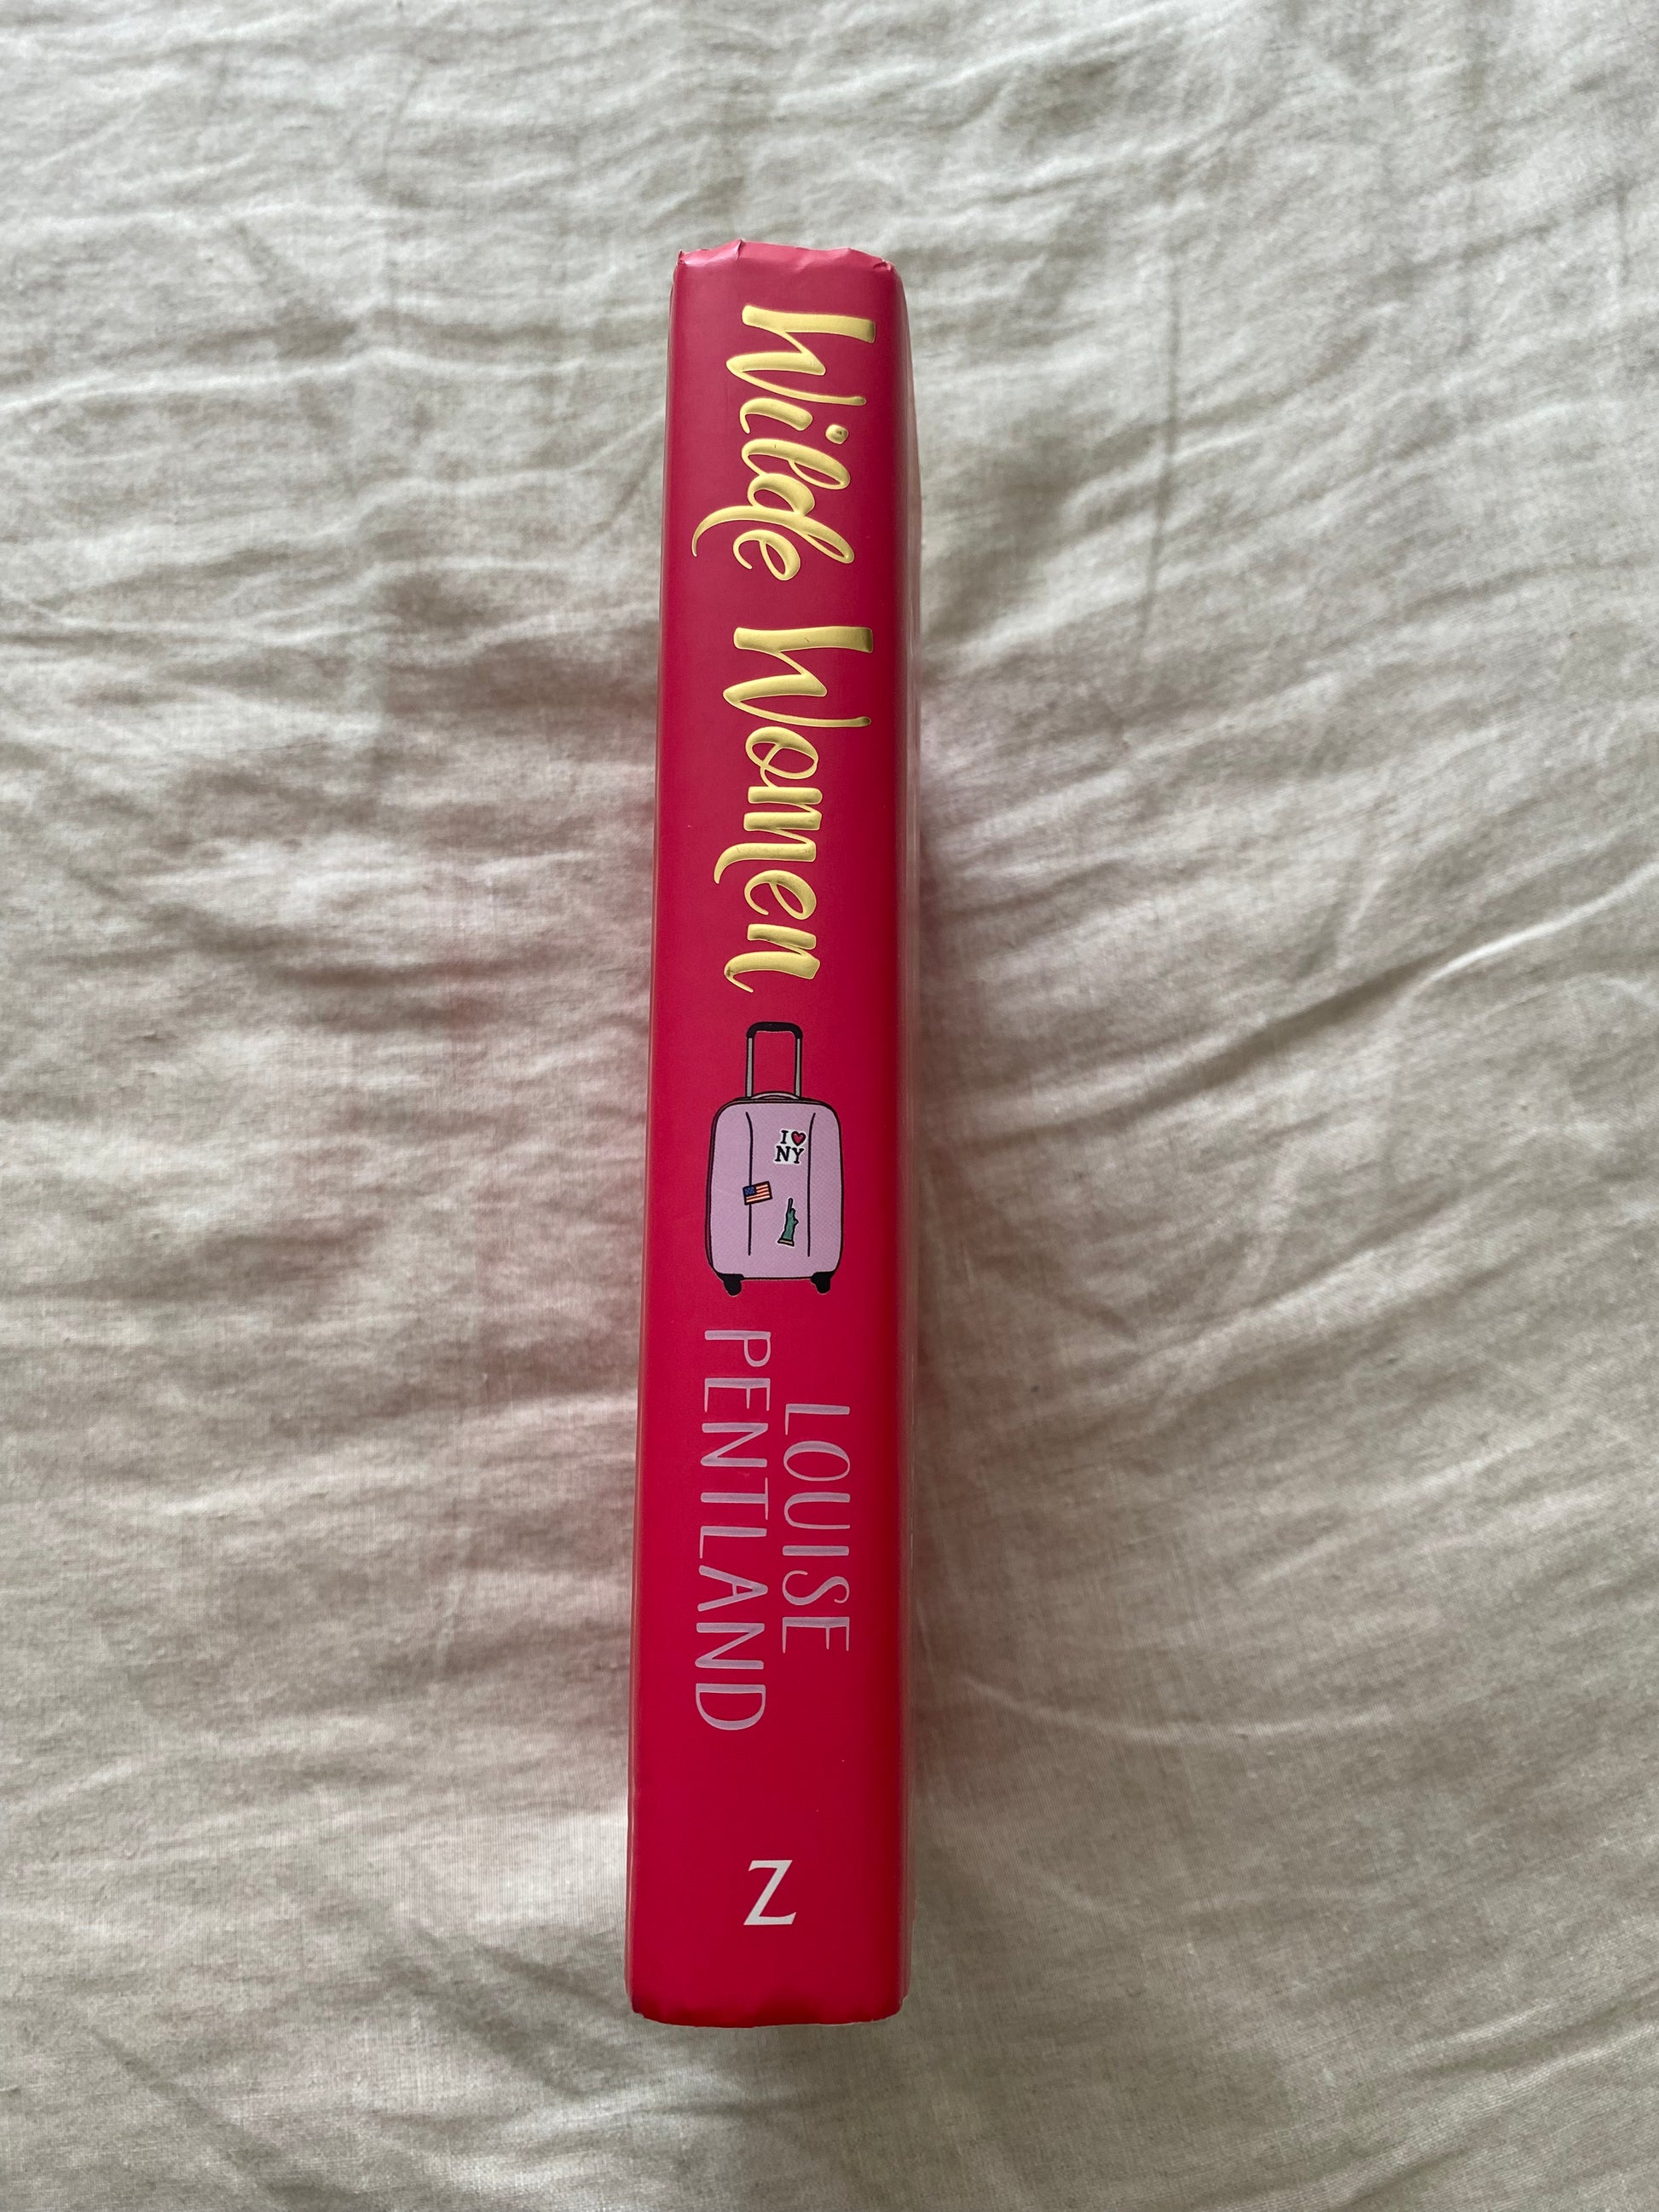 Wilde Women
I ♥
NY
LOUISE
PENTLAND
Z